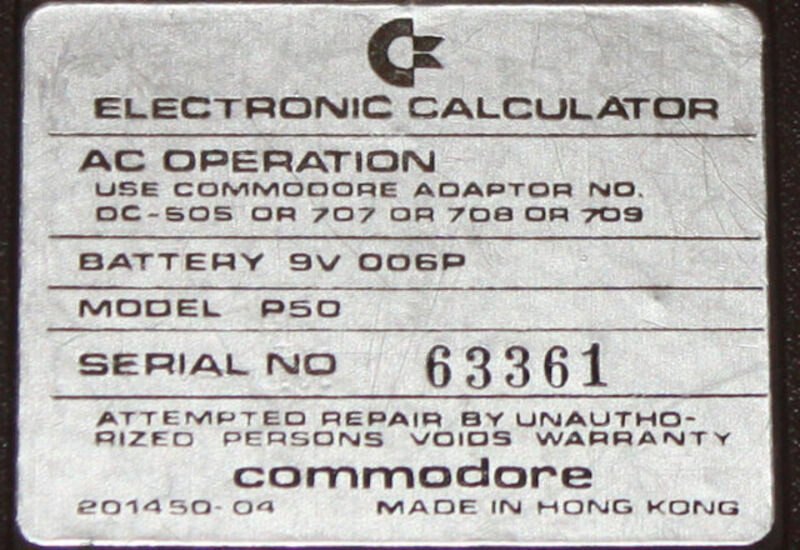 ELECTRONIC CALCULATOR
AC OPERATION
USE COMMODORE ADAPTOR NO.
DC-505 OR 707 OR 708 OR 709
BATTERY 9V 006P
MODEL P50
SERIAL NO 63361
ATTEMPTED REPAIR BY UNAUTHO-
RIZED PERSONS VOIDS WARRANTY
commodore
201450-04 MADE IN HONG KONG